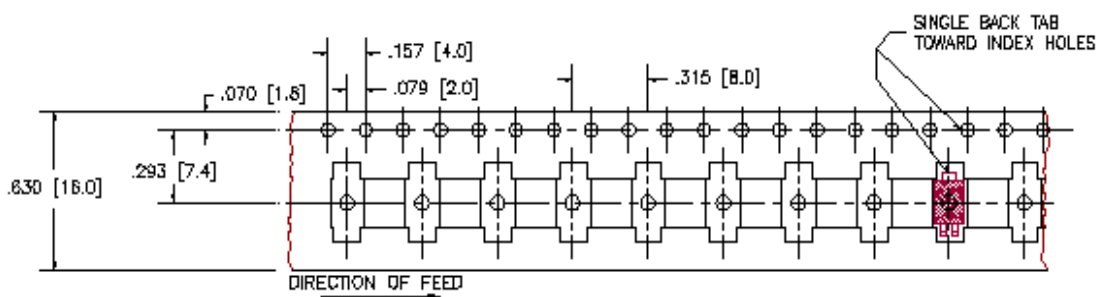 SINGLE BACK TAB
TOWARD INDEX HOLES
.157 [4.0]
.079 [2.0]
.315 [8.0]
.070 [1.8]
.293 [7.4]
.630 [16.0]
DIRECTION OF FEED